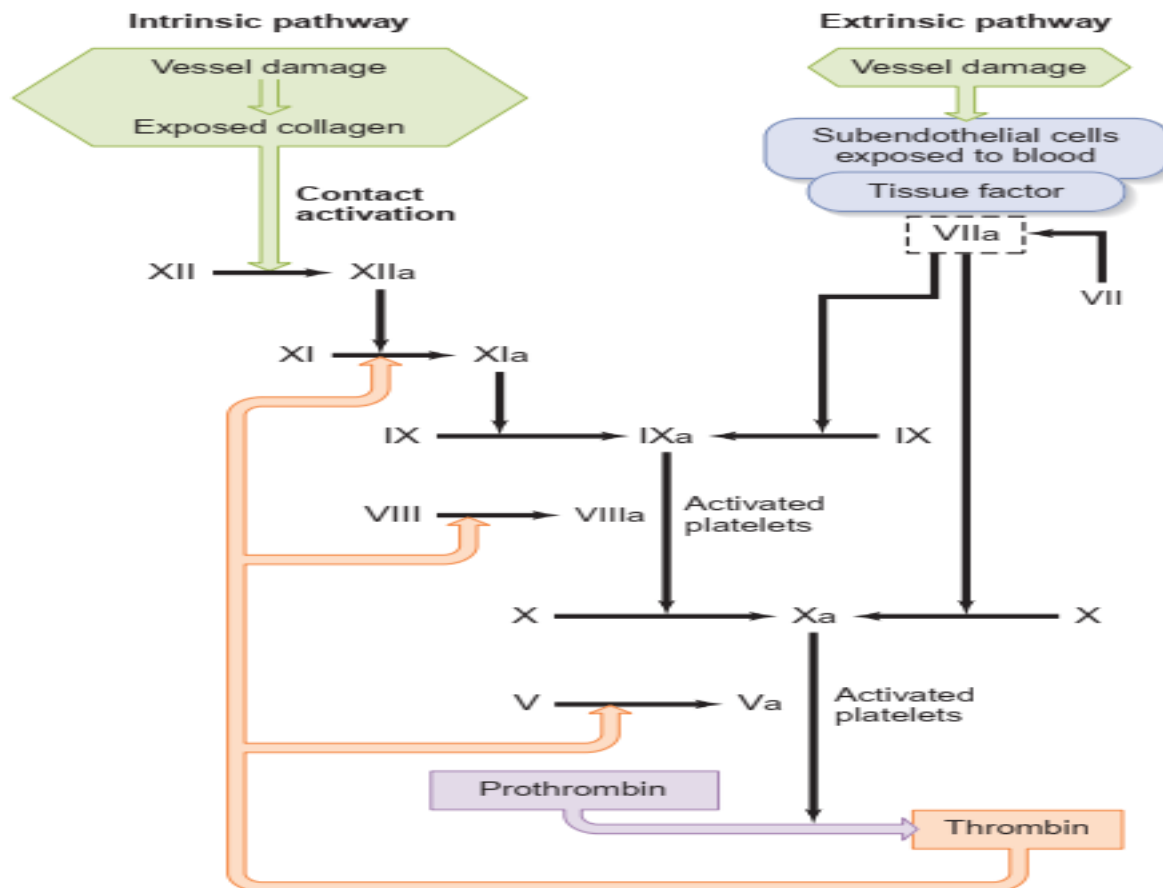 Intrinsic pathway
Extrinsic pathway
Vessel damage
Exposed collagen
Vessel damage
Subendothelial cells
exposed to blood
Tissue factor
Contact
activation
VIIa
VII
XII
XIIa
XI
XIa
IX
IXa
IX
VIII
VIIIa
Activated
platelets
X
Xa
X
V
Va
Activated
platelets
Prothrombin
Thrombin